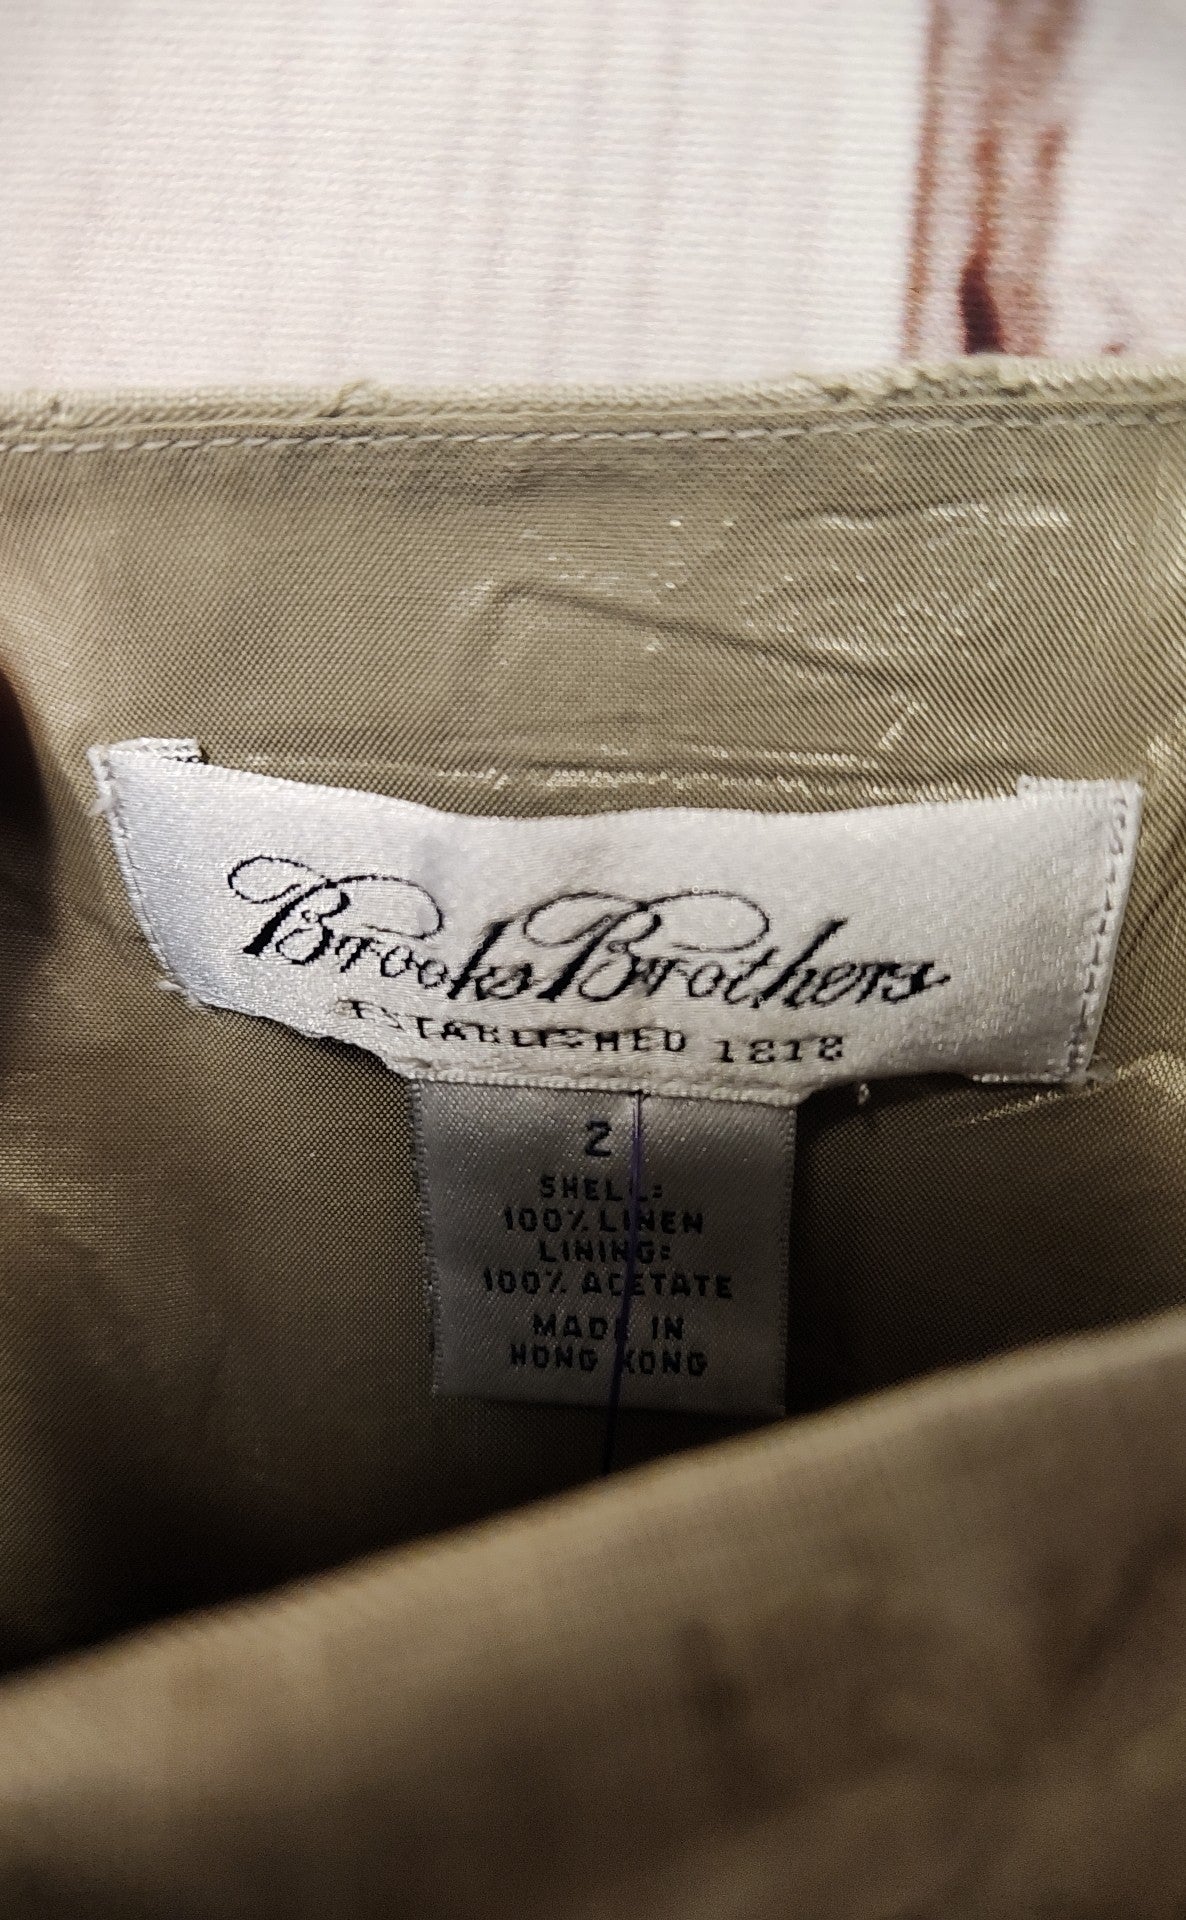 Brooks Brothers
ESTABLISHED 1818
2
SHELL:
100% LINEN
LINING:
100% ACETATE
MADE IN
HONG KONG